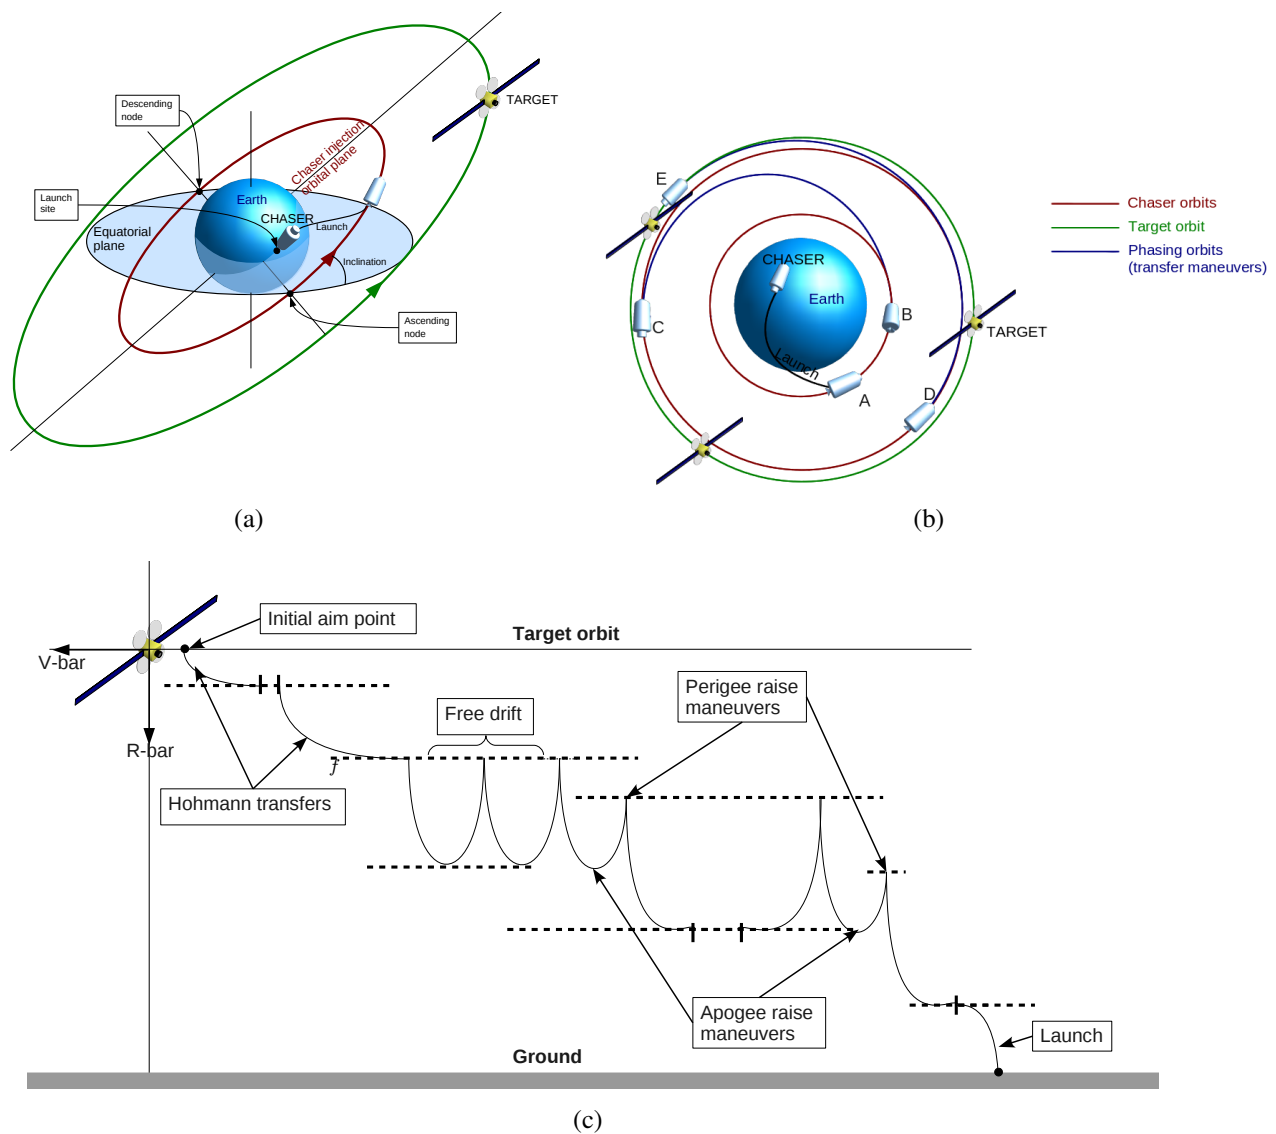 Descending
node
TARGET
Chaser injection
orbital plane
Launch
site
Earth
CHASER
Launch
Equatorial
plane
Inclination
Ascending
node
(a)
E
CHASER
Earth
Launch
A
B
C
D
TARGET
Chaser orbits
Target orbit
Phasing orbits
(transfer maneuvers)
(b)
Initial aim point
Target orbit
V-bar
R-bar
Hohmann transfers
Free drift
Perigee raise
maneuvers
Apogee raise
maneuvers
Launch
Ground
(c)